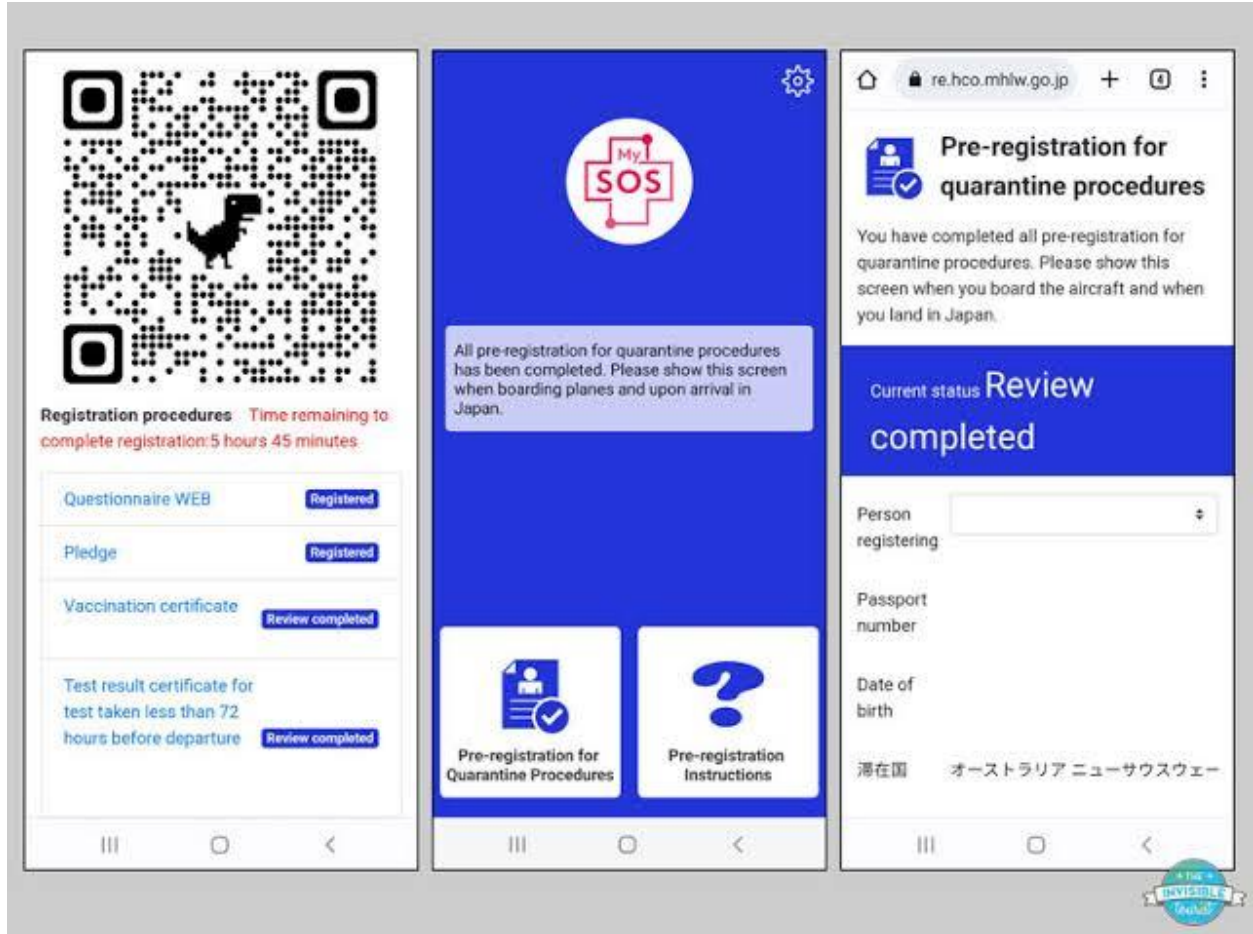 Registration procedures Time remaining to
complete registration:5 hours 45 minutes
Questionnaire WEB Registered
Pledge Registered
Vaccination certificate Review completed
Test result certificate for
test taken less than 72
hours before departure Review completed
My
SOS
All pre-registration for quarantine procedures
has been completed. Please show this screen
when boarding planes and upon arrival in
Japan.
Pre-registration for
Quarantine Procedures
Pre-registration
Instructions
re.hco.mhlw.go.jp
4
Pre-registration for
quarantine procedures
You have completed all pre-registration for
quarantine procedures. Please show this
screen when you board the aircraft and when
you land in Japan.
Current status Review
completed
Person
registering
Passport
number
Date of
birth
滞在国 オーストラリア ニューサウスウェー
THE
INVISIBLE
Tourist